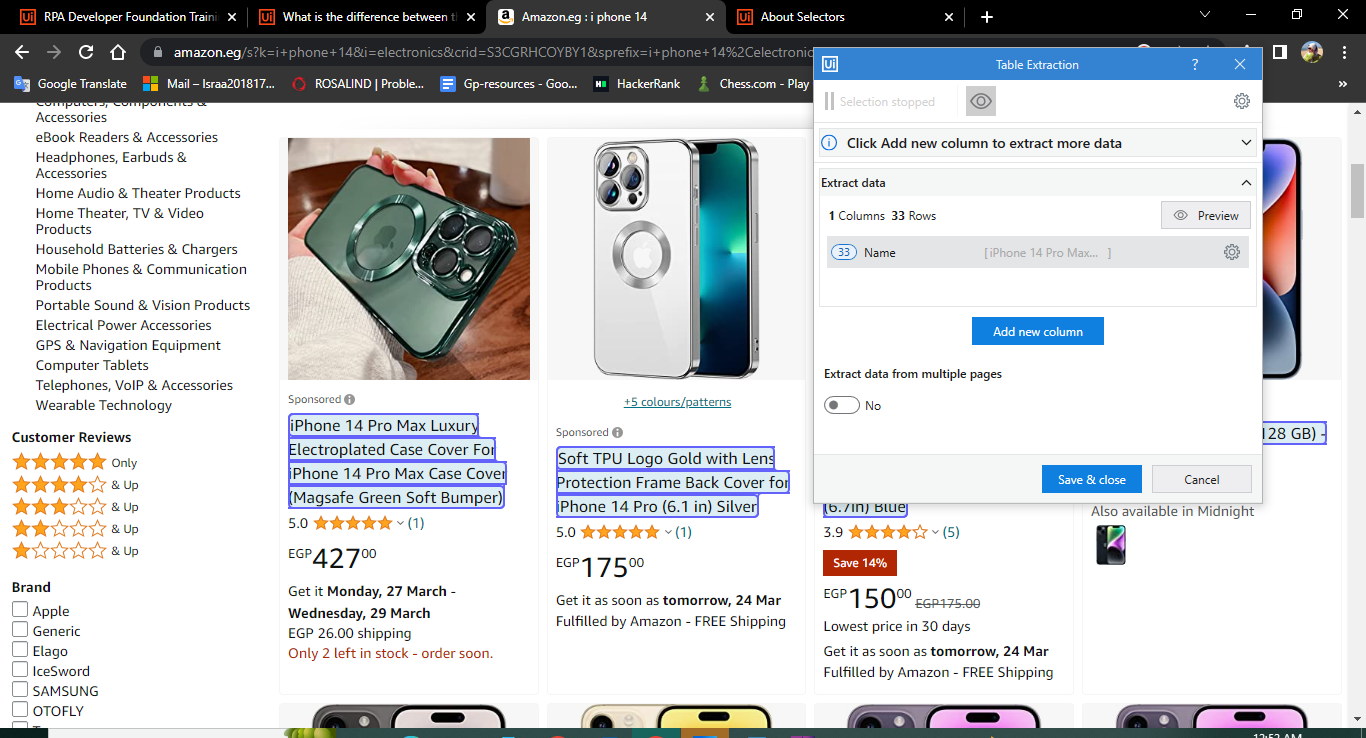 RPA Developer Foundation Traini
What is the difference between th
Amazon.eg : i phone 14
About Selectors
amazon.eg/s?k=i+phone+14&i=electronics&crid=S3CGRHCOYBY1&sprefix=i+phone+14%2Celectronic
Google Translate
Mail – Israa201817...
ROSALIND | Proble...
Gp-resources - Goo...
HackerRank
Chess.com - Play
»
Computers, Components &
Accessories
eBook Readers & Accessories
Headphones, Earbuds &
Accessories
Home Audio & Theater Products
Home Theater, TV & Video
Products
Household Batteries & Chargers
Mobile Phones & Communication
Products
Portable Sound & Vision Products
Electrical Power Accessories
GPS & Navigation Equipment
Computer Tablets
Telephones, VoIP & Accessories
Wearable Technology
Customer Reviews
Only
& Up
& Up
& Up
& Up
Brand
Apple
Generic
Elago
IceSword
SAMSUNG
OTOFLY
Sponsored
iPhone 14 Pro Max Luxury
Electroplated Case Cover For
iPhone 14 Pro Max Case Cover
(Magsafe Green Soft Bumper)
5.0 (1)
EGP42700
Get it Monday, 27 March -
Wednesday, 29 March
EGP 26.00 shipping
Only 2 left in stock - order soon.
+5 colours/patterns
Sponsored
Soft TPU Logo Gold with Lens
Protection Frame Back Cover for
iPhone 14 Pro (6.1 in) Silver
5.0 (1)
EGP17500
Get it as soon as tomorrow, 24 Mar
Fulfilled by Amazon - FREE Shipping
(6.7in) Blue
3.9 (5)
Save 14%
EGP15000 EGP175.00
Lowest price in 30 days
Get it as soon as tomorrow, 24 Mar
Fulfilled by Amazon - FREE Shipping
128 GB) -
Also available in Midnight
Ui
Table Extraction
?
Selection stopped
Click Add new column to extract more data
Extract data
1 Columns 33 Rows
Preview
33 Name [ iPhone 14 Pro Max... ]
Add new column
Extract data from multiple pages
No
Save & close
Cancel
12:52 AM